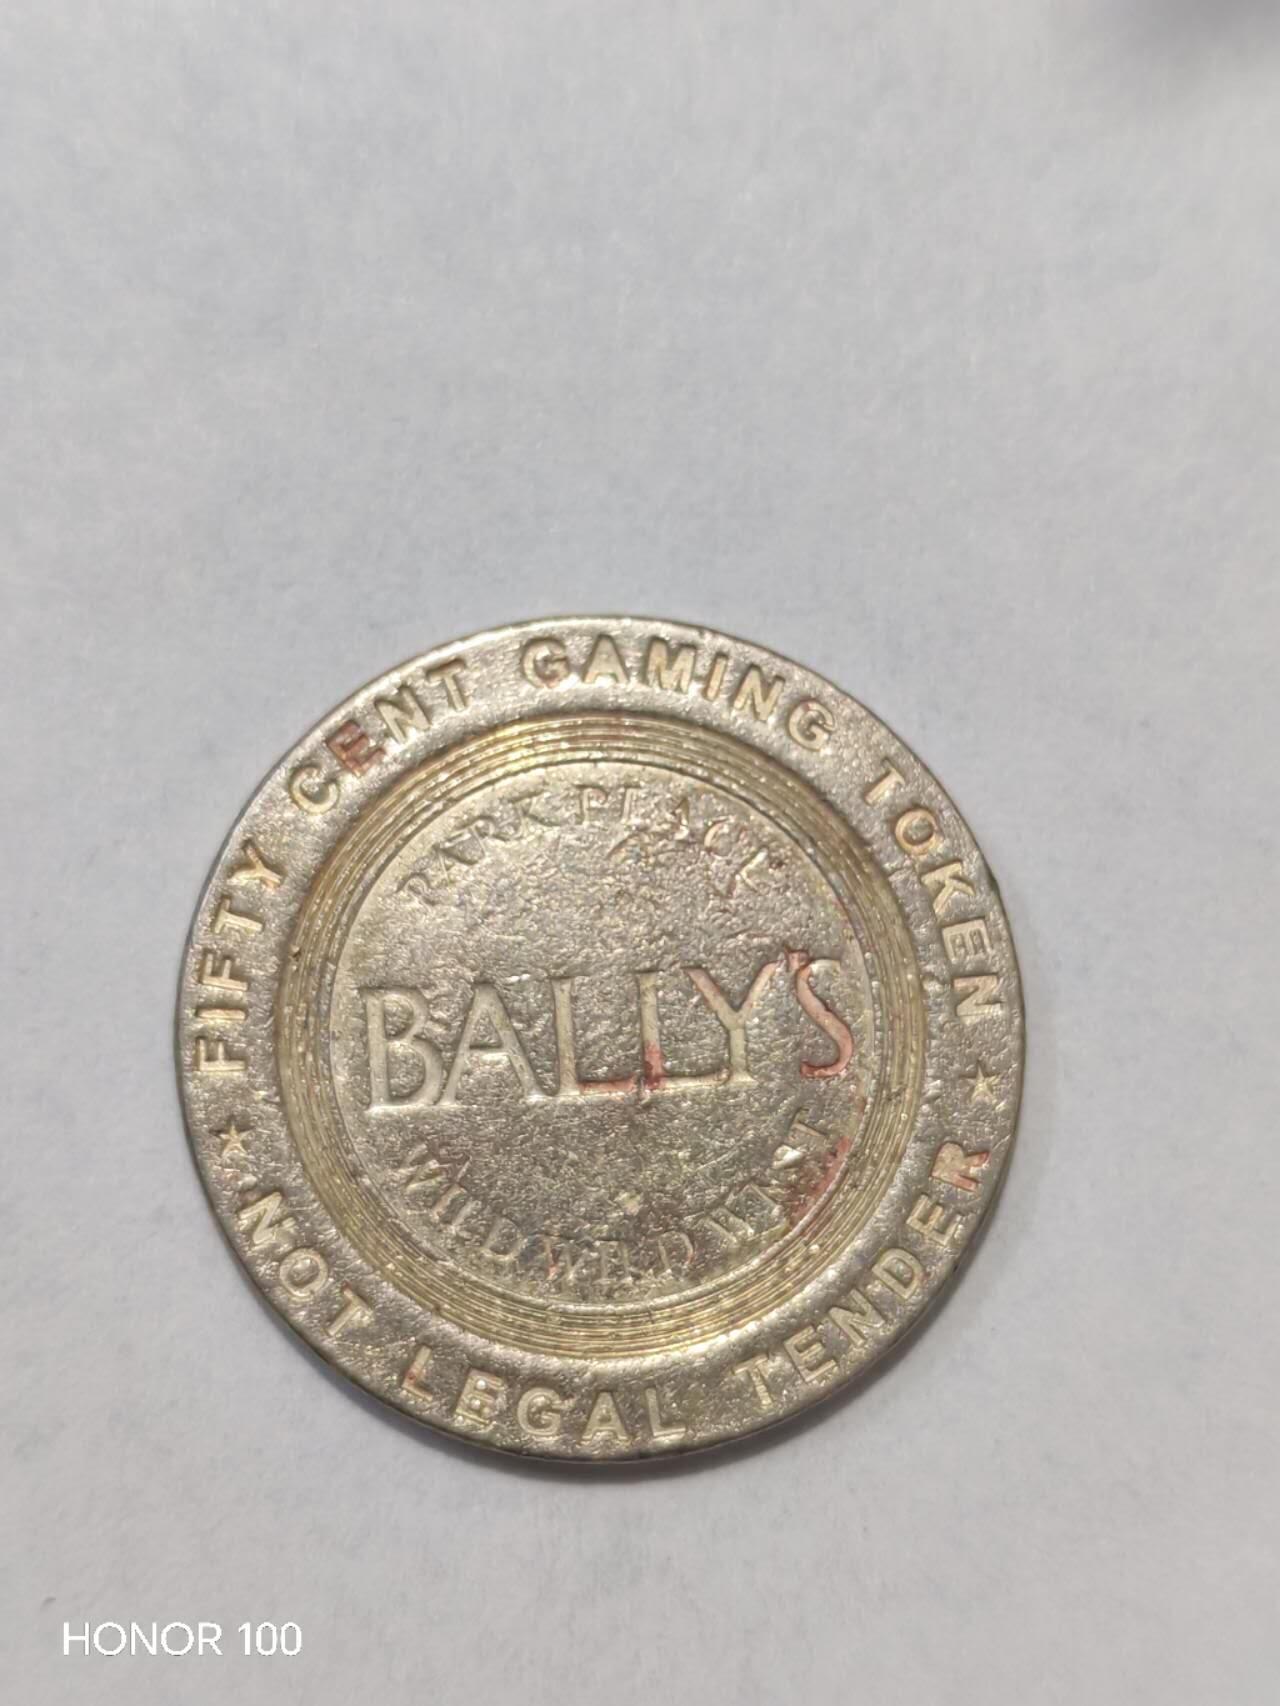 FIFTY CENT GAMING TOKEN
PARK PLACE
BALLY'S
WILD WILD WEST
★ NOT LEGAL TENDER ★
HONOR 100